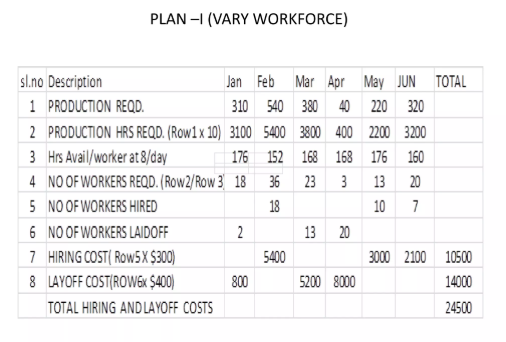 PLAN –I (VARY WORKFORCE)
sl.no Description Jan Feb Mar Apr May JUN TOTAL
1 PRODUCTION REQD. 310 540 380 40 220 320
2 PRODUCTION HRS REQD. (Row1 x 10) 3100 5400 3800 400 2200 3200
3 Hrs Avail/worker at 8/day 176 152 168 168 176 160
4 NO OF WORKERS REQD. (Row2/Row 3 18 36 23 3 13 20
5 NO OF WORKERS HIRED 18 10 7
6 NO OF WORKERS LAIDOFF 2 13 20
7 HIRING COST( Row5 X $300) 5400 3000 2100 10500
8 LAYOFF COST(ROW6x $400) 800 5200 8000 14000
TOTAL HIRING AND LAYOFF COSTS 24500